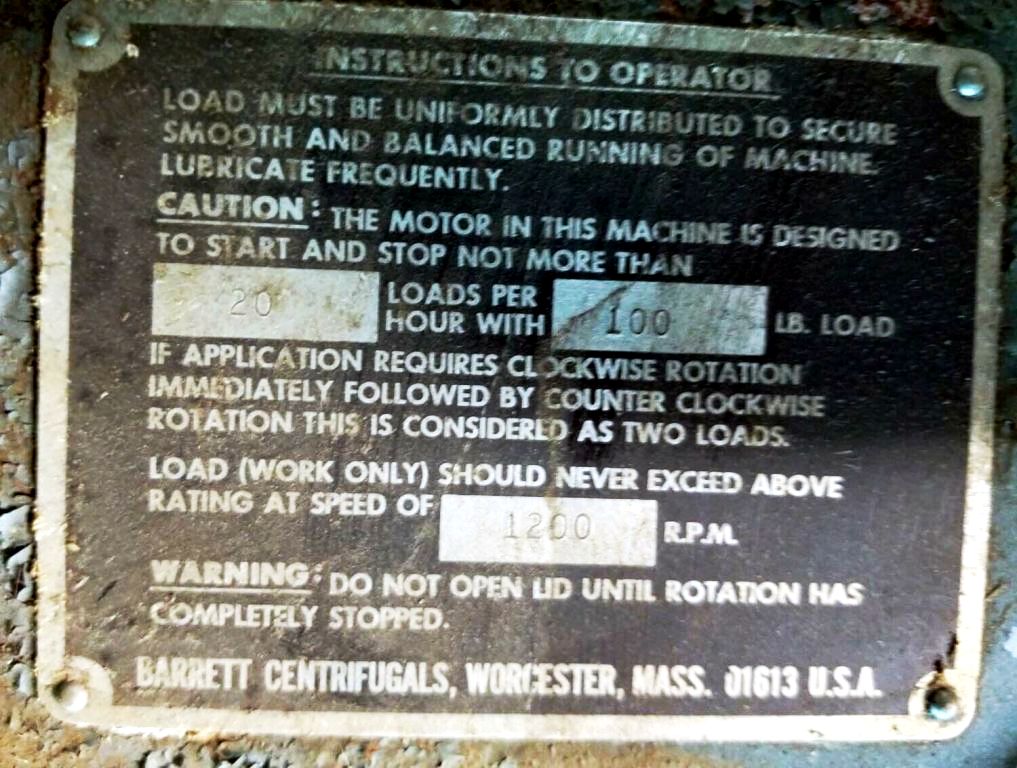 INSTRUCTIONS TO OPERATOR
LOAD MUST BE UNIFORMLY DISTRIBUTED TO SECURE
SMOOTH AND BALANCED RUNNING OF MACHINE.
LUBRICATE FREQUENTLY.
CAUTION: THE MOTOR IN THIS MACHINE IS DESIGNED
TO START AND STOP NOT MORE THAN
20 LOADS PER HOUR WITH 100 LB. LOAD
IF APPLICATION REQUIRES CLOCKWISE ROTATION
IMMEDIATELY FOLLOWED BY COUNTER CLOCKWISE
ROTATION THIS IS CONSIDERED AS TWO LOADS.
LOAD (WORK ONLY) SHOULD NEVER EXCEED ABOVE
RATING AT SPEED OF 1200 R.P.M.
WARNING: DO NOT OPEN LID UNTIL ROTATION HAS
COMPLETELY STOPPED.
BARRETT CENTRIFUGALS, WORCESTER, MASS. 01613 U.S.A.